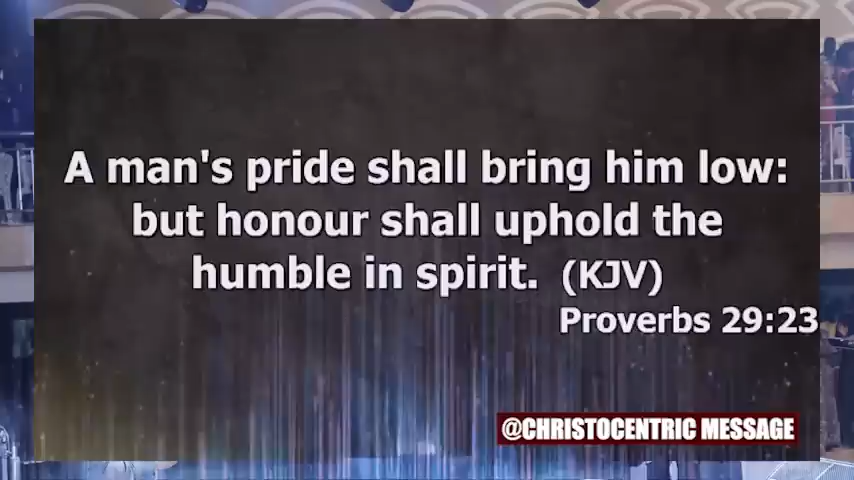 A man's pride shall bring him low:
but honour shall uphold the
humble in spirit. (KJV)
Proverbs 29:23
@CHRISTOCENTRIC MESSAGE